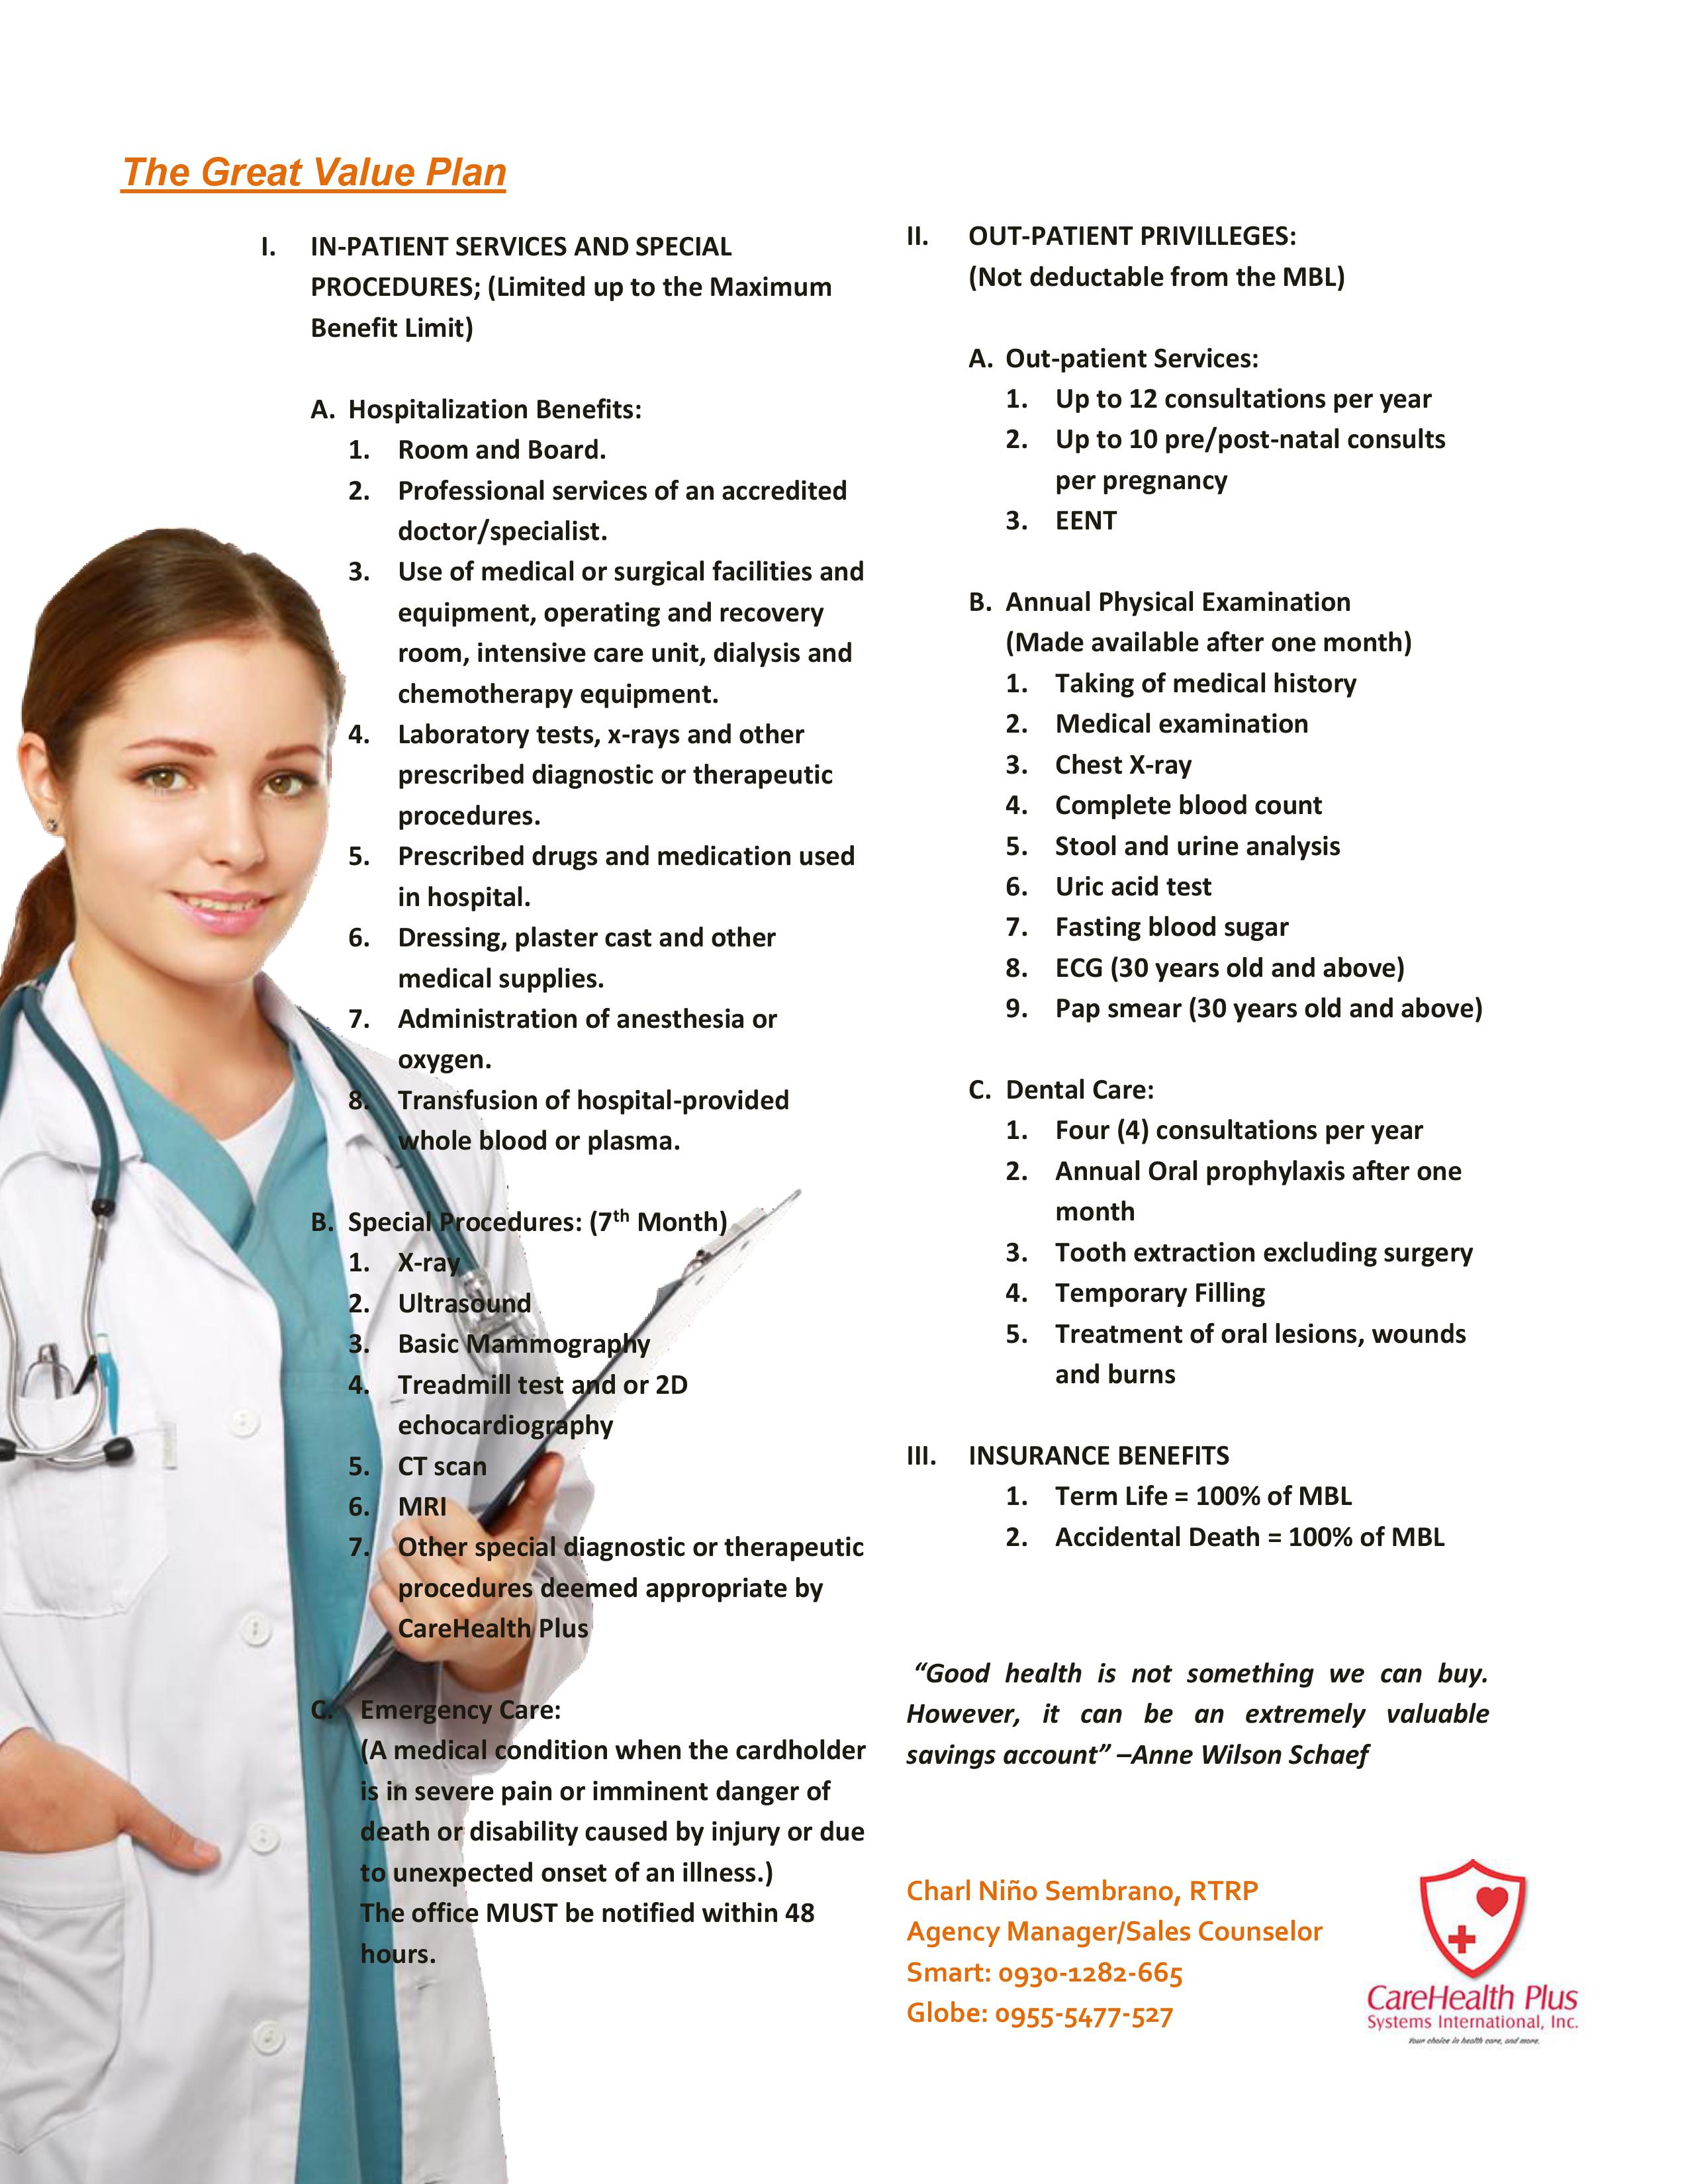 The Great Value Plan
I. IN-PATIENT SERVICES AND SPECIAL
PROCEDURES; (Limited up to the Maximum
Benefit Limit)
A. Hospitalization Benefits:
1. Room and Board.
2. Professional services of an accredited
doctor/specialist.
3. Use of medical or surgical facilities and
equipment, operating and recovery
room, intensive care unit, dialysis and
chemotherapy equipment.
4. Laboratory tests, x-rays and other
prescribed diagnostic or therapeutic
procedures.
5. Prescribed drugs and medication used
in hospital.
6. Dressing, plaster cast and other
medical supplies.
7. Administration of anesthesia or
oxygen.
8. Transfusion of hospital-provided
whole blood or plasma.
B. Special Procedures: (7th Month)
1. X-ray
2. Ultrasound
3. Basic Mammography
4. Treadmill test and or 2D
echocardiography
5. CT scan
6. MRI
7. Other special diagnostic or therapeutic
procedures deemed appropriate by
CareHealth Plus
C. Emergency Care:
(A medical condition when the cardholder
is in severe pain or imminent danger of
death or disability caused by injury or due
to unexpected onset of an illness.)
The office MUST be notified within 48
hours.
II. OUT-PATIENT PRIVILLEGES:
(Not deductable from the MBL)
A. Out-patient Services:
1. Up to 12 consultations per year
2. Up to 10 pre/post-natal consults
per pregnancy
3. EENT
B. Annual Physical Examination
(Made available after one month)
1. Taking of medical history
2. Medical examination
3. Chest X-ray
4. Complete blood count
5. Stool and urine analysis
6. Uric acid test
7. Fasting blood sugar
8. ECG (30 years old and above)
9. Pap smear (30 years old and above)
C. Dental Care:
1. Four (4) consultations per year
2. Annual Oral prophylaxis after one
month
3. Tooth extraction excluding surgery
4. Temporary Filling
5. Treatment of oral lesions, wounds
and burns
III. INSURANCE BENEFITS
1. Term Life = 100% of MBL
2. Accidental Death = 100% of MBL
“Good health is not something we can buy.
However, it can be an extremely valuable
savings account” –Anne Wilson Schaef
Charl Niño Sembrano, RTRP
Agency Manager/Sales Counselor
Smart: 0930-1282-665
Globe: 0955-5477-527
CareHealth Plus
Systems International, Inc.
Your choice in health care, and more.